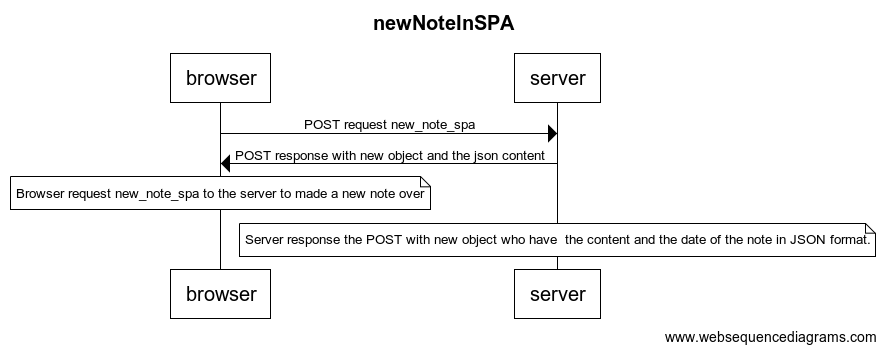 newNoteInSPA
browser
server
POST request new_note_spa
POST response with new object and the json content
Browser request new_note_spa to the server to made a new note over
Server response the POST with new object who have  the content and the date of the note in JSON format.
browser
server
www.websequencediagrams.com